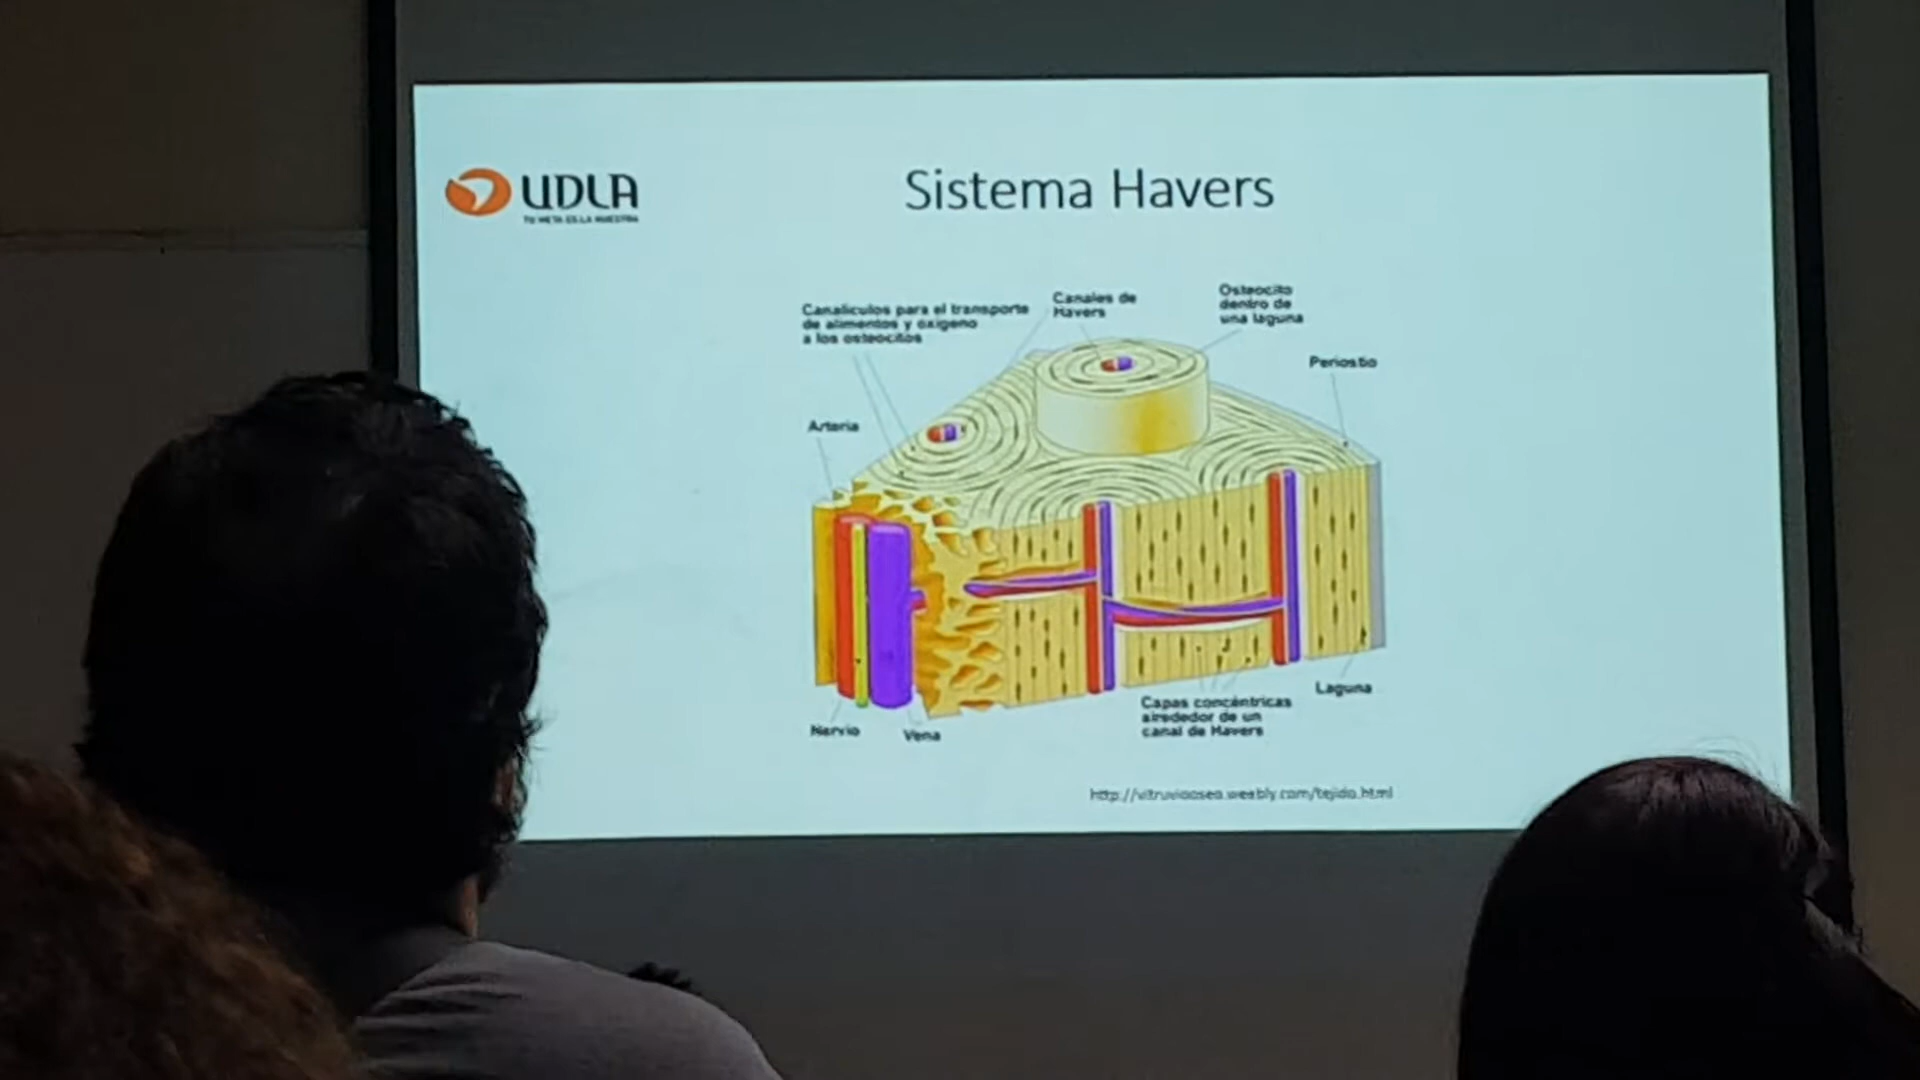 UDLA
TU META ES LA NUESTRA
Sistema Havers
Canalículos para el transporte
de alimentos y oxígeno
a los osteocitos
Canales de
Havers
Osteocito
dentro de
una laguna
Periostio
Arteria
Nervio
Vena
Capas concéntricas
alrededor de un
canal de Havers
Laguna
http://vitruviooseo.weebly.com/tejido.html